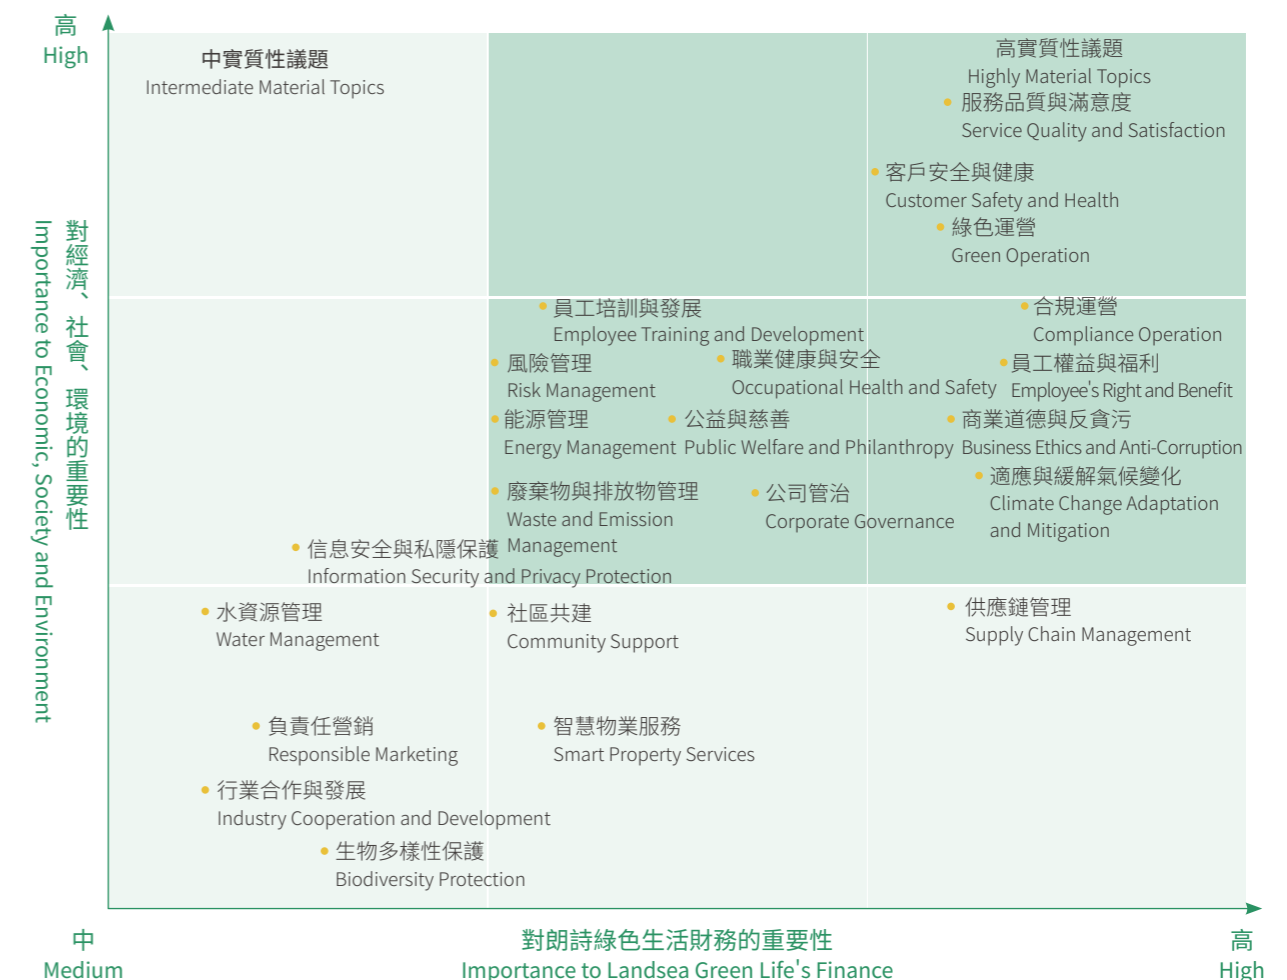 高
High
中實質性議題
Intermediate Material Topics
高實質性議題
Highly Material Topics
服務品質與滿意度
Service Quality and Satisfaction
客戶安全與健康
Customer Safety and Health
綠色運營
Green Operation
對經濟、社會、環境的重要性
Importance to Economic, Society and Environment
員工培訓與發展
Employee Training and Development
合規運營
Compliance Operation
風險管理
Risk Management
職業健康與安全
Occupational Health and Safety
員工權益與福利
Employee's Right and Benefit
能源管理
Energy Management
公益與慈善
Public Welfare and Philanthropy
商業道德與反貪污
Business Ethics and Anti-Corruption
廢棄物與排放物管理
Waste and Emission
Management
公司管治
Corporate Governance
適應與緩解氣候變化
Climate Change Adaptation
and Mitigation
信息安全與私隱保護
Information Security and Privacy Protection
水資源管理
Water Management
社區共建
Community Support
供應鏈管理
Supply Chain Management
負責任營銷
Responsible Marketing
智慧物業服務
Smart Property Services
行業合作與發展
Industry Cooperation and Development
生物多樣性保護
Biodiversity Protection
中
Medium
對朗詩綠色生活財務的重要性
Importance to Landsea Green Life's Finance
高
High